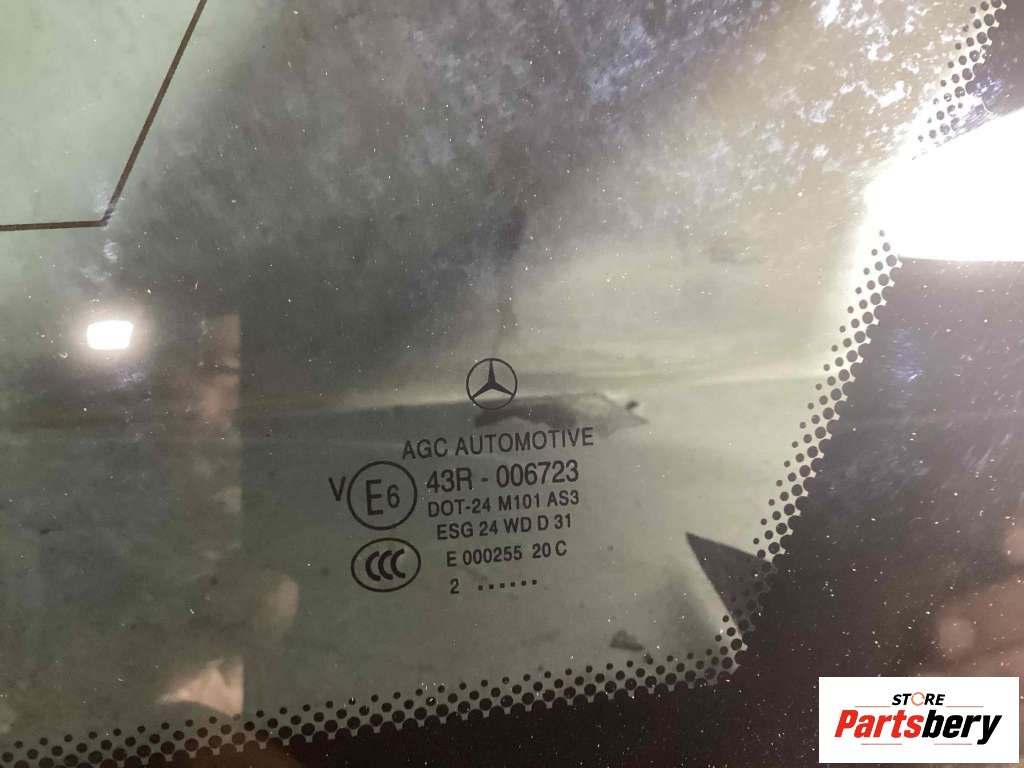 AGC AUTOMOTIVE
V E6 43R - 006723
DOT-24 M101 AS3
ESG 24 WD D 31
CCC E 000255 20 C
2 ······
STORE
Partsbery